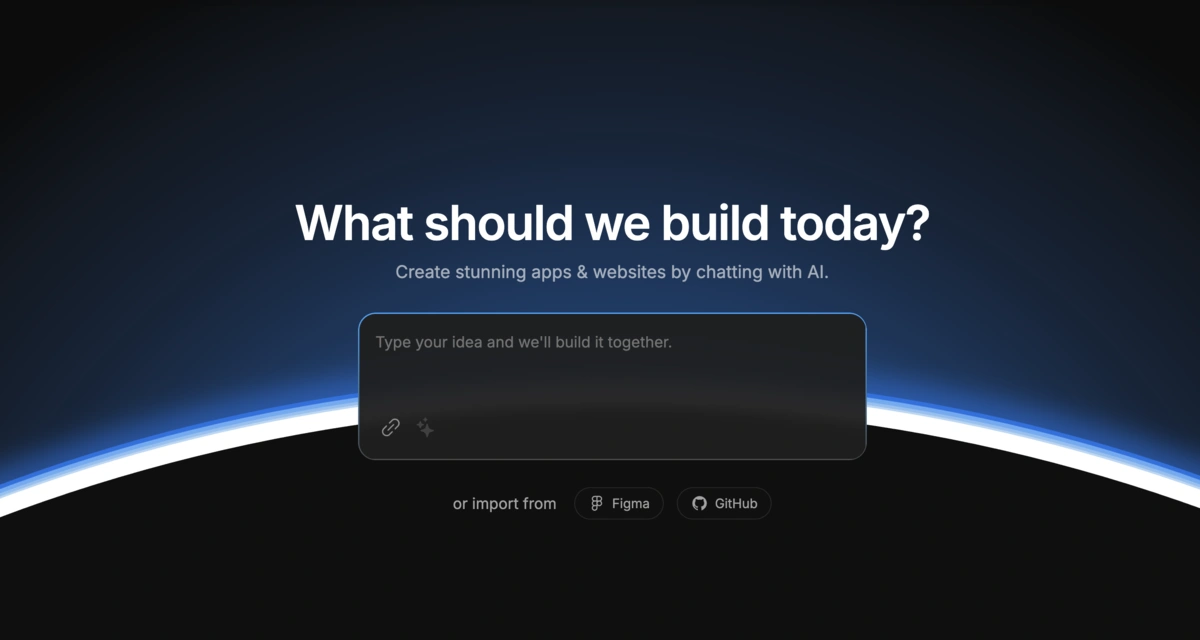 What should we build today?
Create stunning apps & websites by chatting with AI.
Type your idea and we'll build it together.
or import from Figma GitHub